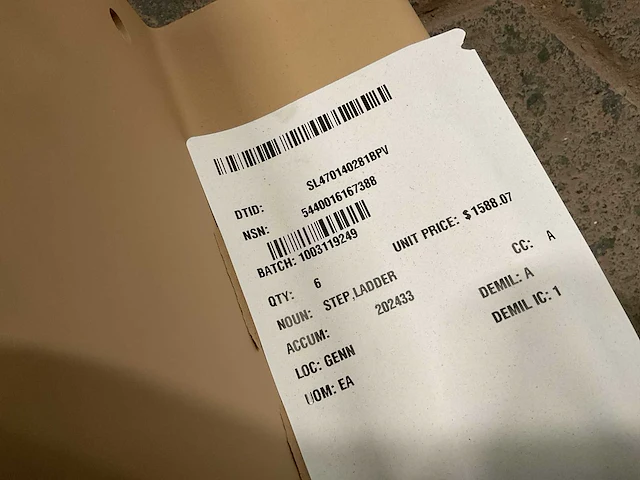 DTID: SL470140281BPV
NSN: 5440016167388
BATCH: 1003119249
UNIT PRICE: $1588.07
QTY: 6
CC: A
NOUN: STEP,LADDER
DEMIL: A
ACCUM: 202433
DEMIL IC: 1
LOC: GENN
UOM: EA